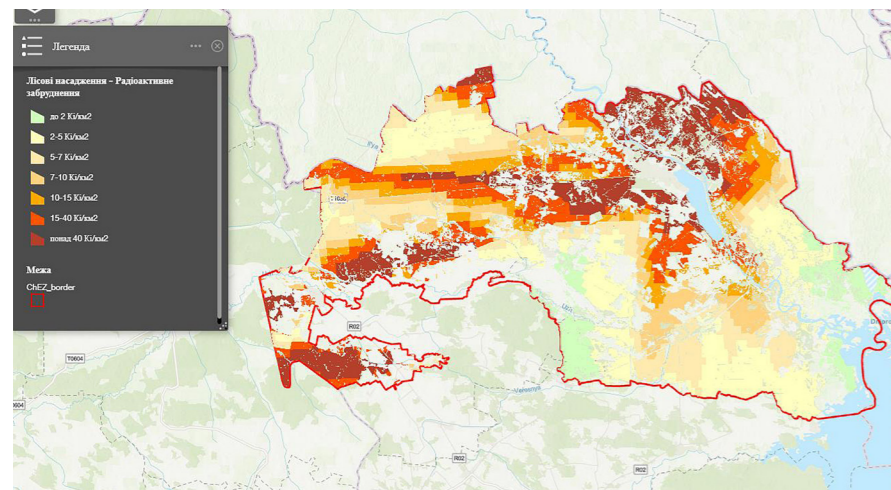 Легенда
Лісові насадження – Радіоактивне
забруднення
до 2 Кі/км2
2-5 Кі/км2
5-7 Кі/км2
7-10 Кі/км2
10-15 Кі/км2
15-40 Кі/км2
понад 40 Кі/км2
Межа
ChEZ_border
R02
T0604
R02
R02